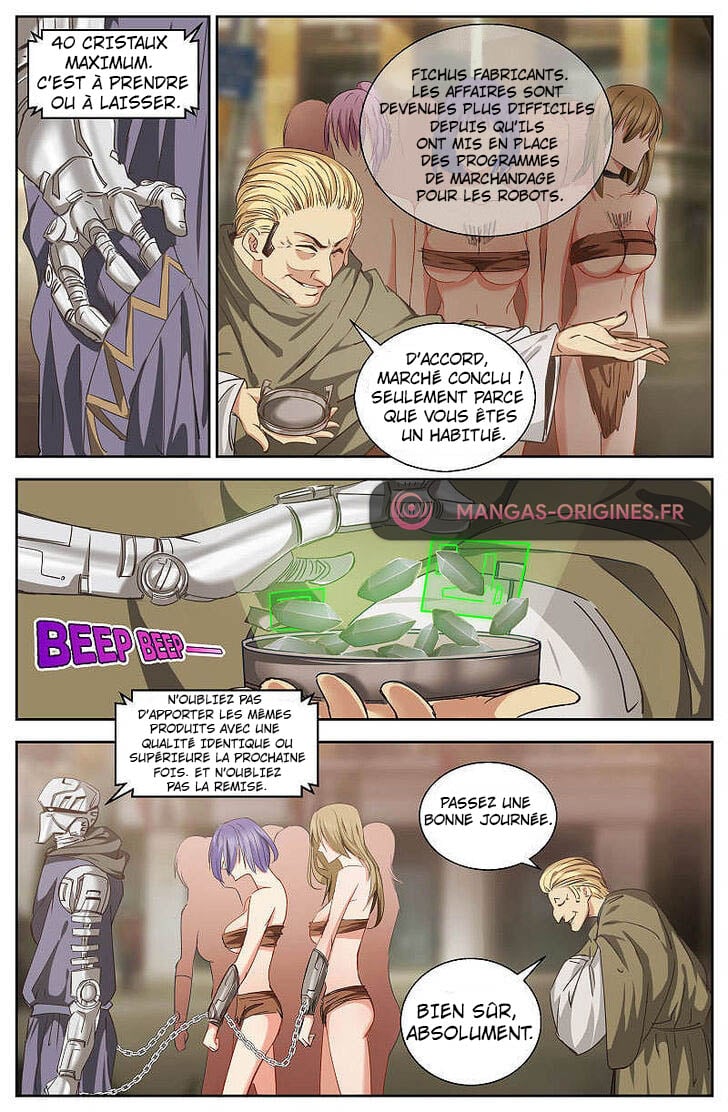 40 CRISTAUX
MAXIMUM.
C'EST À PRENDRE
OU À LAISSER.
FICHUS FABRICANTS.
LES AFFAIRES SONT
DEVENUES PLUS DIFFICILES
DEPUIS QU'ILS
ONT MIS EN PLACE
DES PROGRAMMES
DE MARCHANDAGE
POUR LES ROBOTS.
D'ACCORD,
MARCHÉ CONCLU !
SEULEMENT PARCE
QUE VOUS ÊTES
UN HABITUÉ.
MANGAS-ORIGINES.FR
BEEP BEEP
N'OUBLIEZ PAS
D'APPORTER LES MÊMES
PRODUITS AVEC UNE
QUALITÉ IDENTIQUE OU
SUPÉRIEURE LA PROCHAINE
FOIS. ET N'OUBLIEZ
PAS LA REMISE.
PASSEZ UNE
BONNE JOURNÉE.
BIEN SÛR,
ABSOLUMENT.